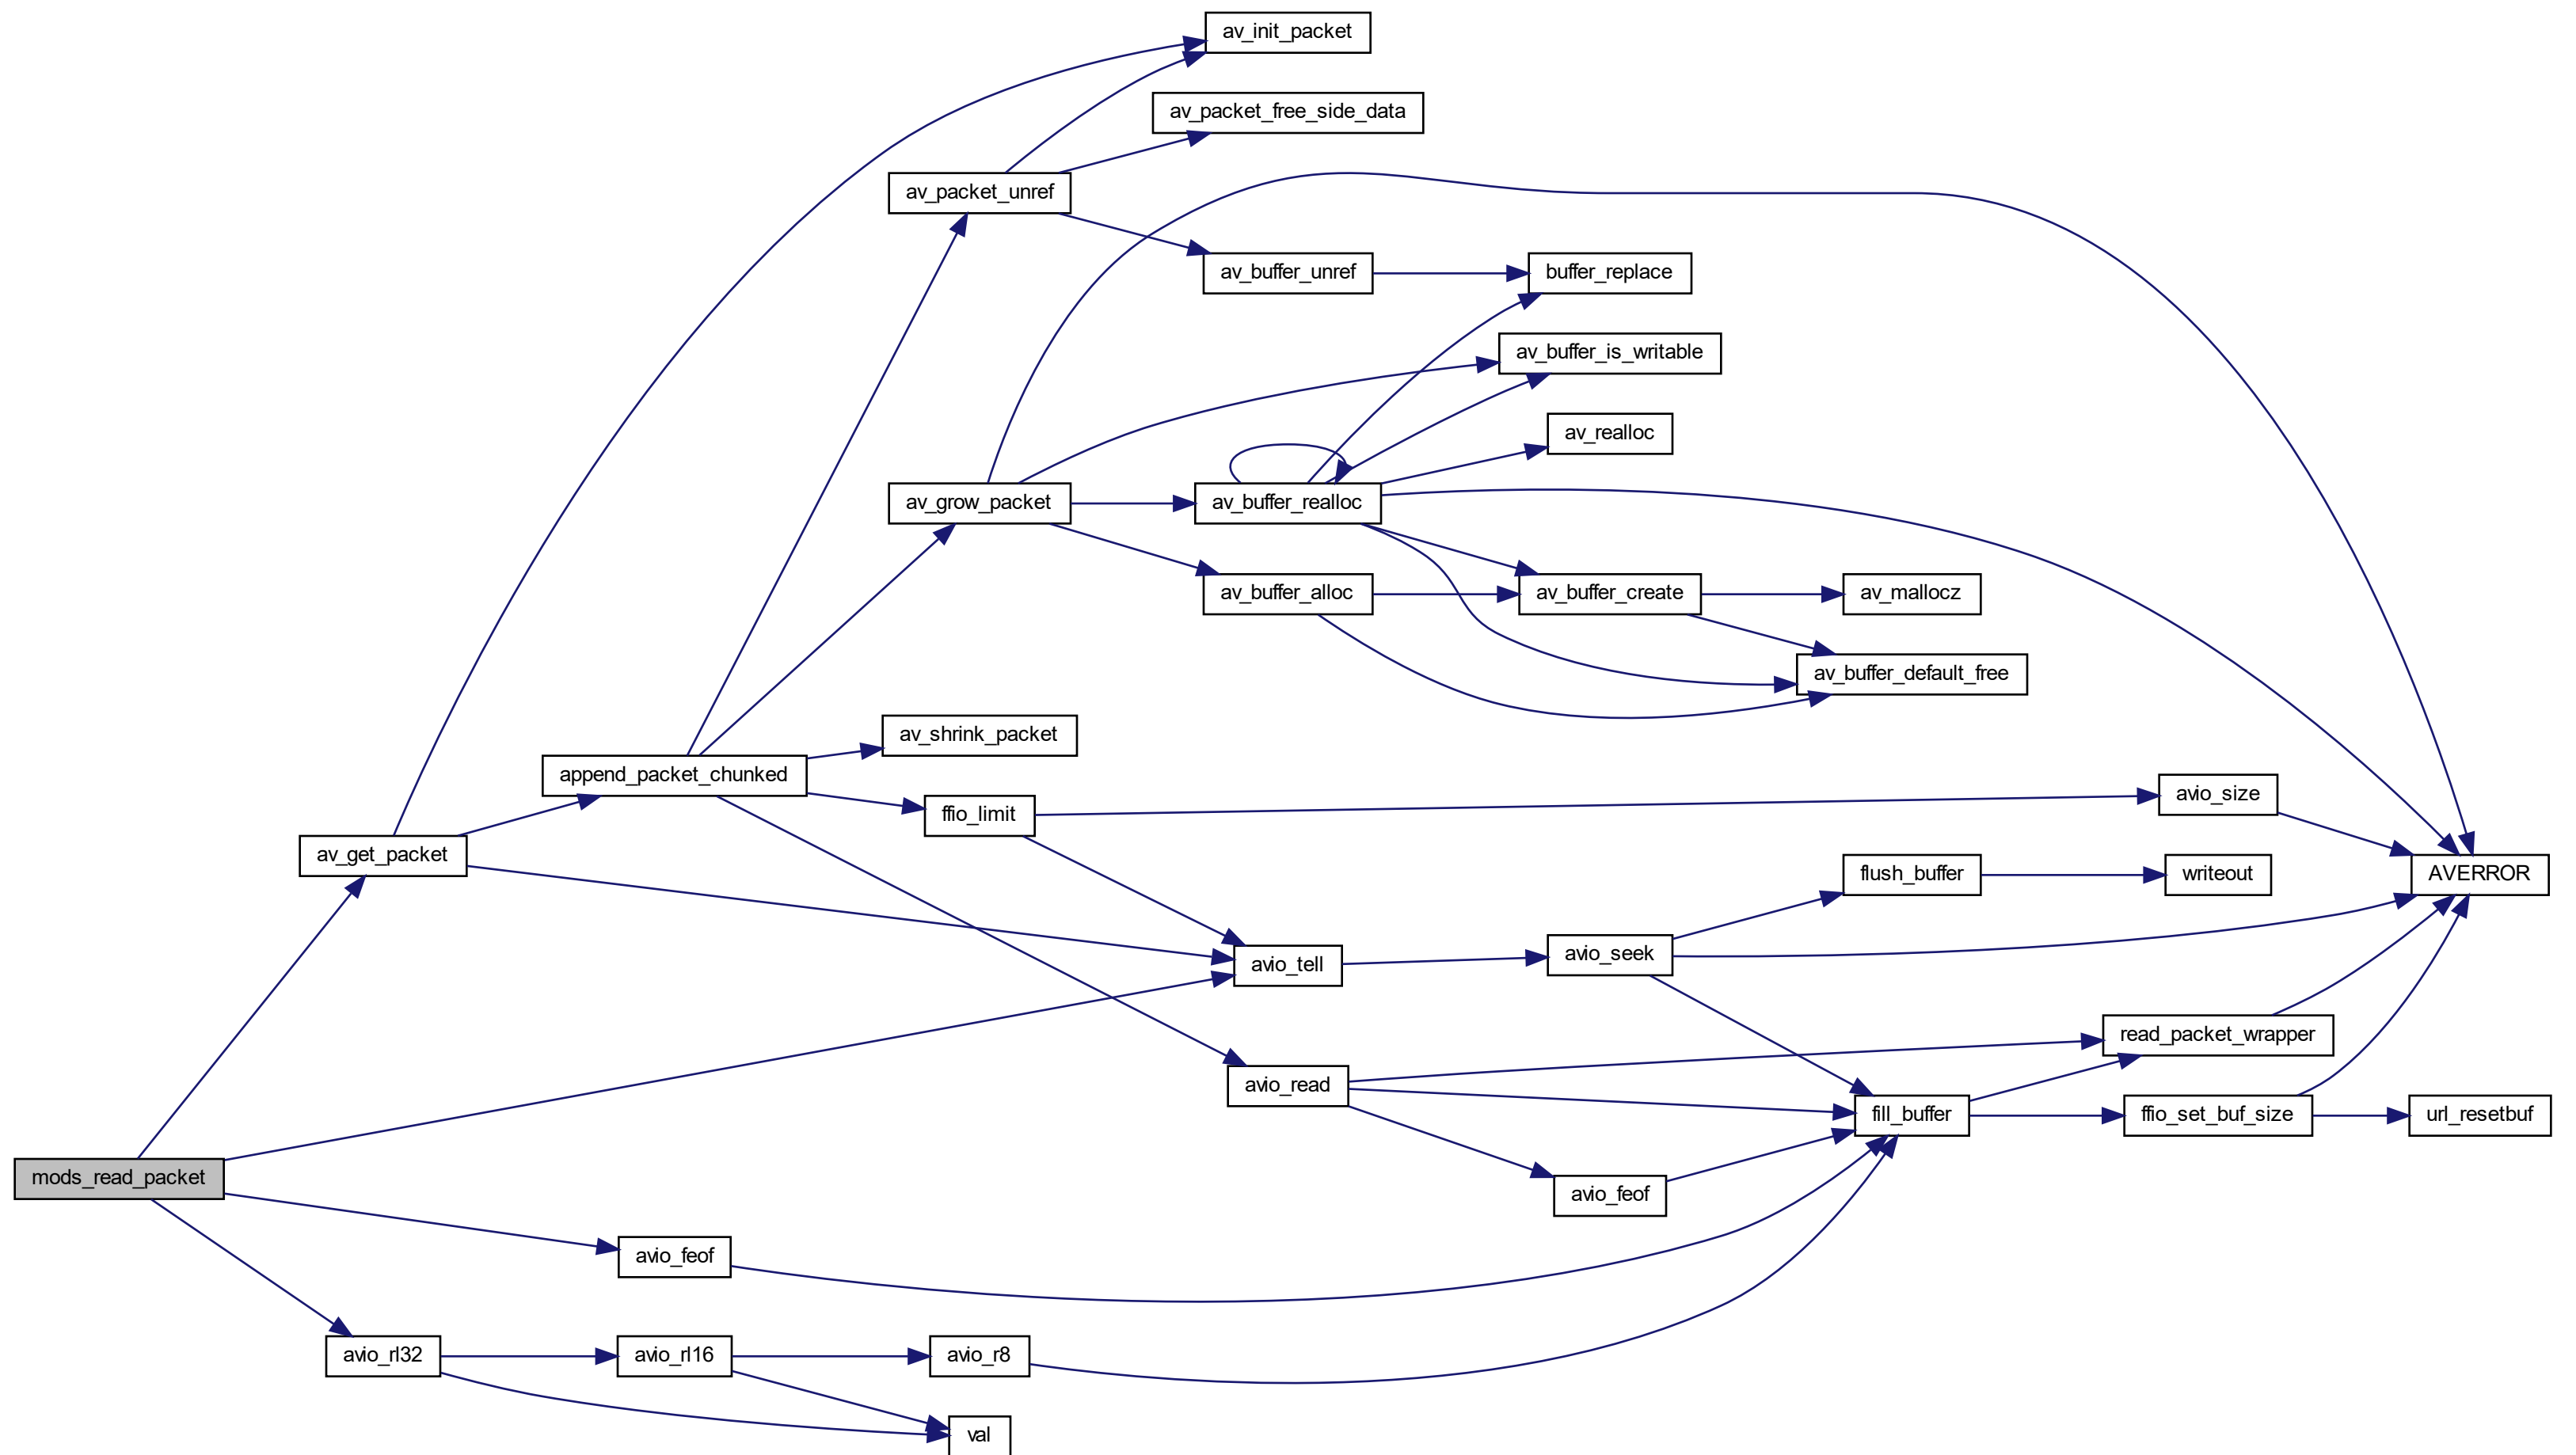 av_init_packet
av_packet_free_side_data
av_packet_unref
av_buffer_unref
buffer_replace
av_buffer_is_writable
av_realloc
av_grow_packet
av_buffer_realloc
av_buffer_alloc
av_buffer_create
av_mallocz
av_buffer_default_free
av_shrink_packet
append_packet_chunked
ffio_limit
avio_size
av_get_packet
flush_buffer
writeout
AVERROR
avio_tell
avio_seek
read_packet_wrapper
avio_read
fill_buffer
ffio_set_buf_size
url_resetbuf
mods_read_packet
avio_feof
avio_feof
avio_rl32
avio_rl16
avio_r8
val